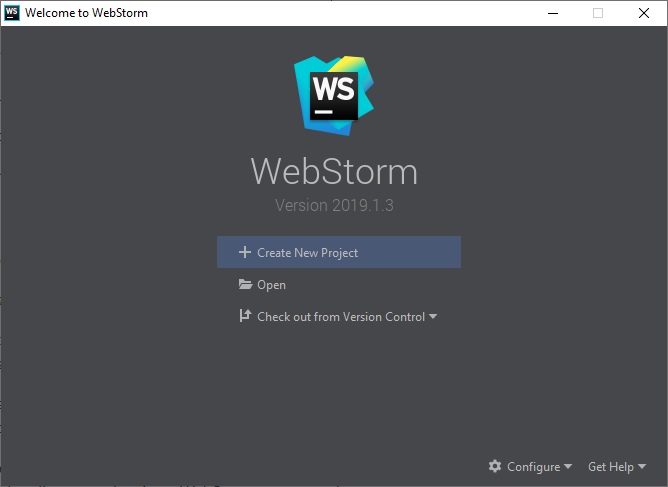 WS Welcome to WebStorm
WS
WebStorm
Version 2019.1.3
Create New Project
Open
Check out from Version Control
Configure Get Help